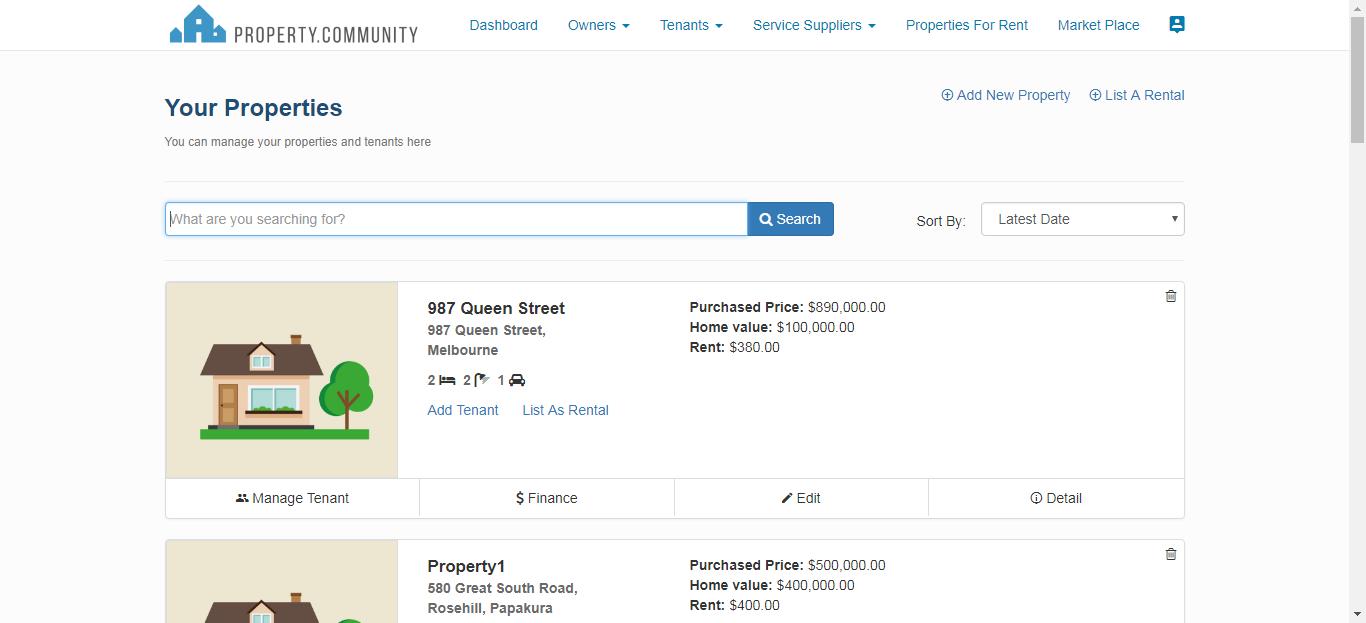 PROPERTY.COMMUNITY
Dashboard
Owners
Tenants
Service Suppliers
Properties For Rent
Market Place
Your Properties
Add New Property
List A Rental
You can manage your properties and tenants here
What are you searching for?
Search
Sort By:
Latest Date
987 Queen Street
987 Queen Street,
Melbourne
2 2 1
Add Tenant
List As Rental
Purchased Price: $890,000.00
Home value: $100,000.00
Rent: $380.00
Manage Tenant
$ Finance
Edit
Detail
Property1
580 Great South Road,
Rosehill, Papakura
Purchased Price: $500,000.00
Home value: $400,000.00
Rent: $400.00